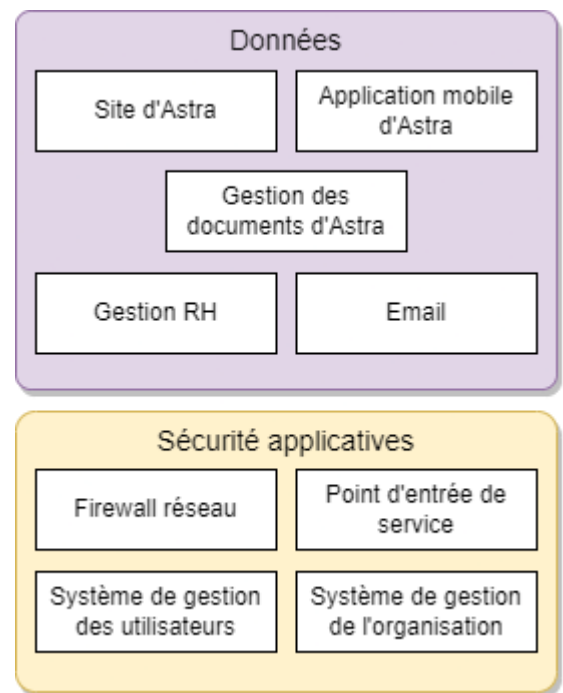 Données
Site d'Astra
Application mobile
d'Astra
Gestion des
documents d'Astra
Gestion RH
Email
Sécurité applicatives
Firewall réseau
Point d'entrée de
service
Système de gestion
des utilisateurs
Système de gestion
de l'organisation